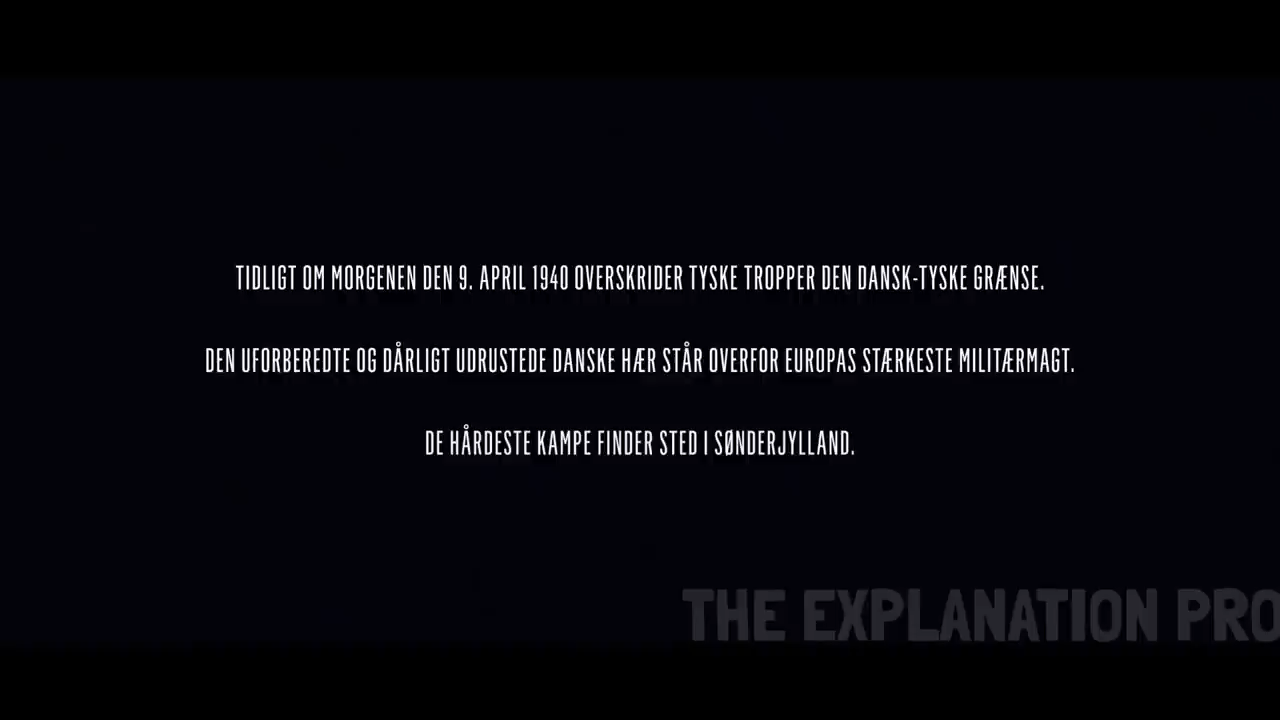 TIDLIGT OM MORGENEN DEN 9. APRIL 1940 OVERSKRIDER TYSKE TROPPER DEN DANSK-TYSKE GRÆNSE.
DEN UFORBEREDTE OG DÅRLIGT UDRUSTEDE DANSKE HÆR STÅR OVERFOR EUROPAS STÆRKESTE MILITÆRMAGT.
DE HÅRDESTE KAMPE FINDER STED I SØNDERJYLLAND.
THE EXPLANATION PRO